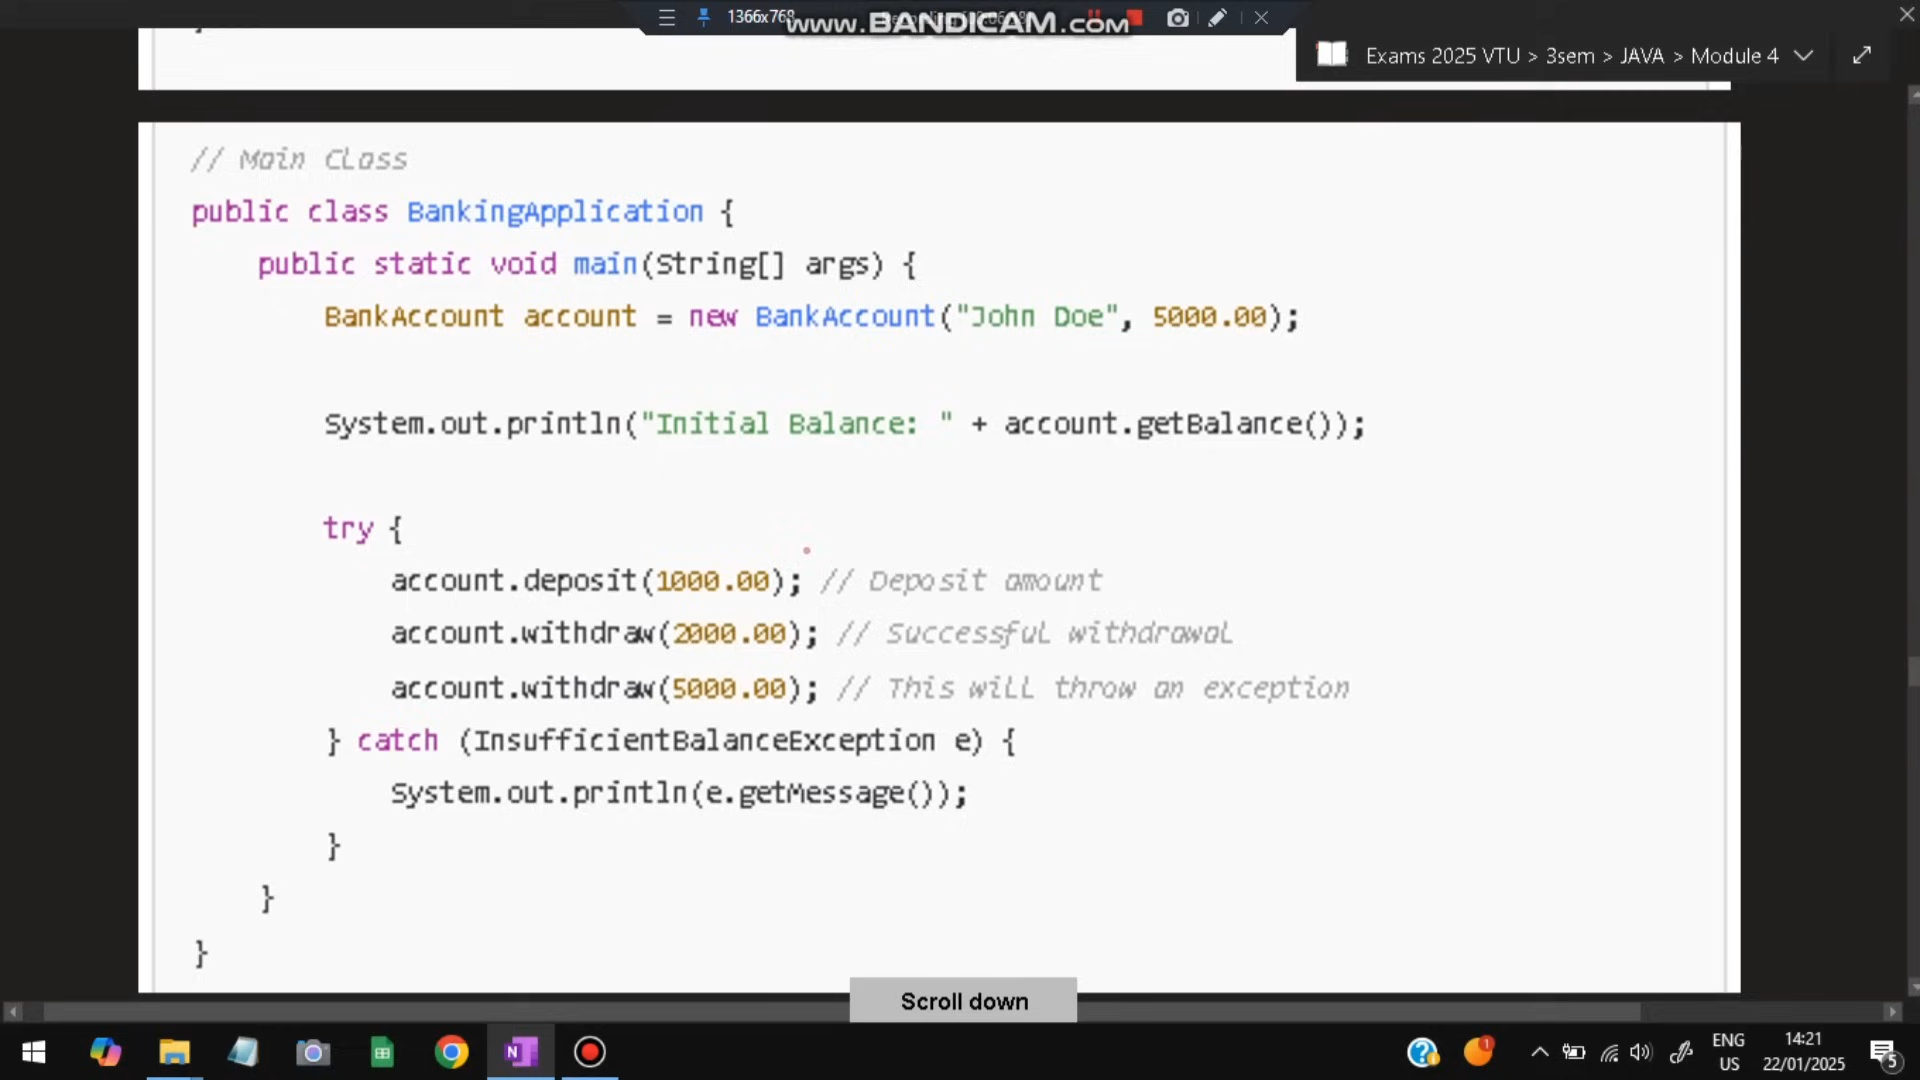 1366x768
www.BANDICAM.com
Exams 2025 VTU > 3sem > JAVA > Module 4
// Main Class
public class BankingApplication {
public static void main(String[] args) {
BankAccount account = new BankAccount("John Doe", 5000.00);
System.out.println("Initial Balance: " + account.getBalance());
try {
account.deposit(1000.00); // Deposit amount
account.withdraw(2000.00); // Successful withdrawal
account.withdraw(5000.00); // This will throw an exception
} catch (InsufficientBalanceException e) {
System.out.println(e.getMessage());
}
}
}
Scroll down
ENG
US
14:21
22/01/2025
1
5